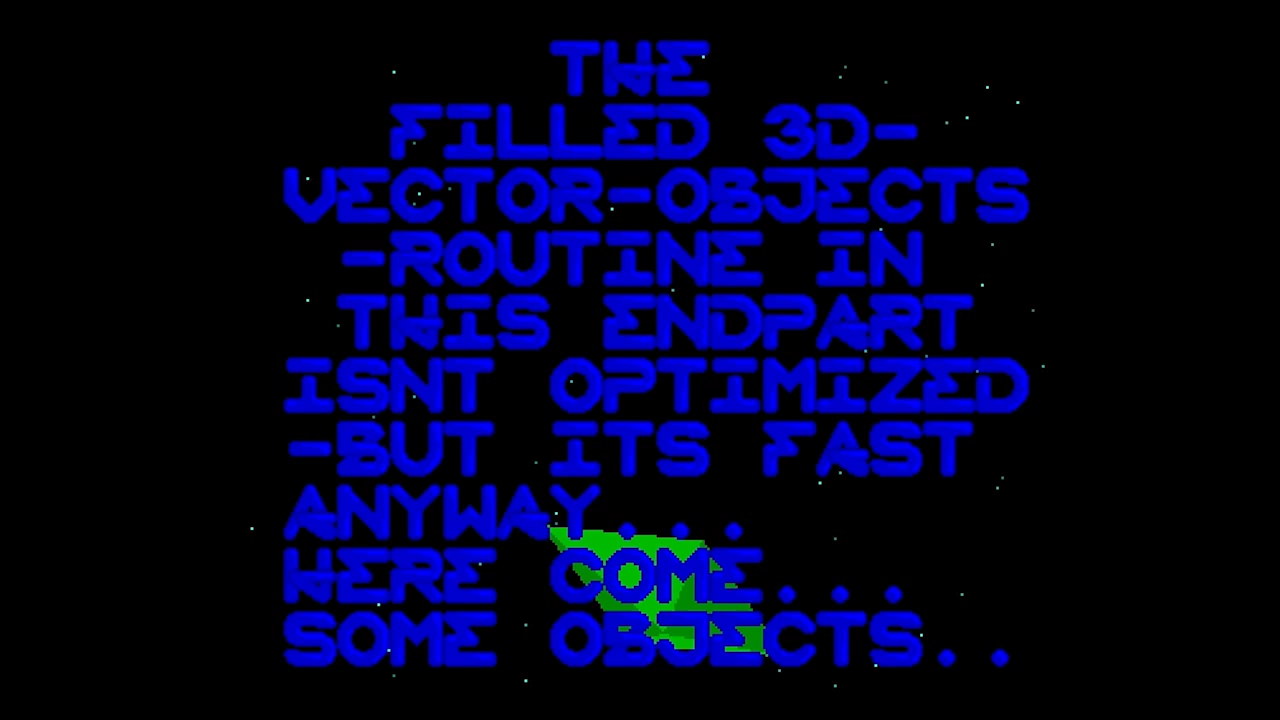 THE
FILLED 3D-
VECTOR-OBJECTS
-ROUTINE IN
THIS ENDPART
ISNT OPTIMIZED
-BUT ITS FAST
ANYWAY...
HERE COME...
SOME OBJECTS..